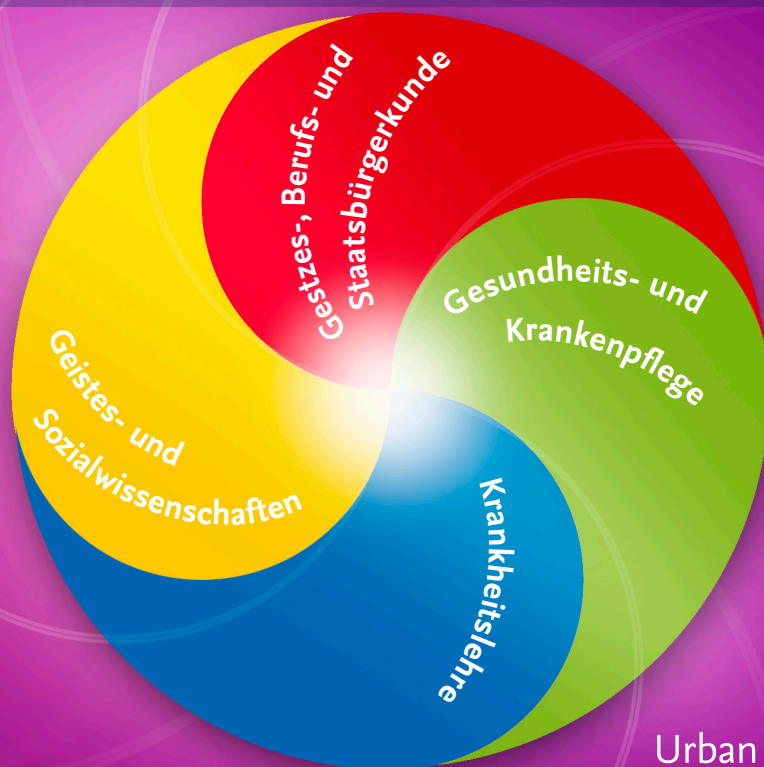 Gestzes-, Berufs- und
Staatsbürgerkunde
Gesundheits- und
Krankenpflege
Geistes- und
Sozialwissenschaften
Krankheitslehre
Urban